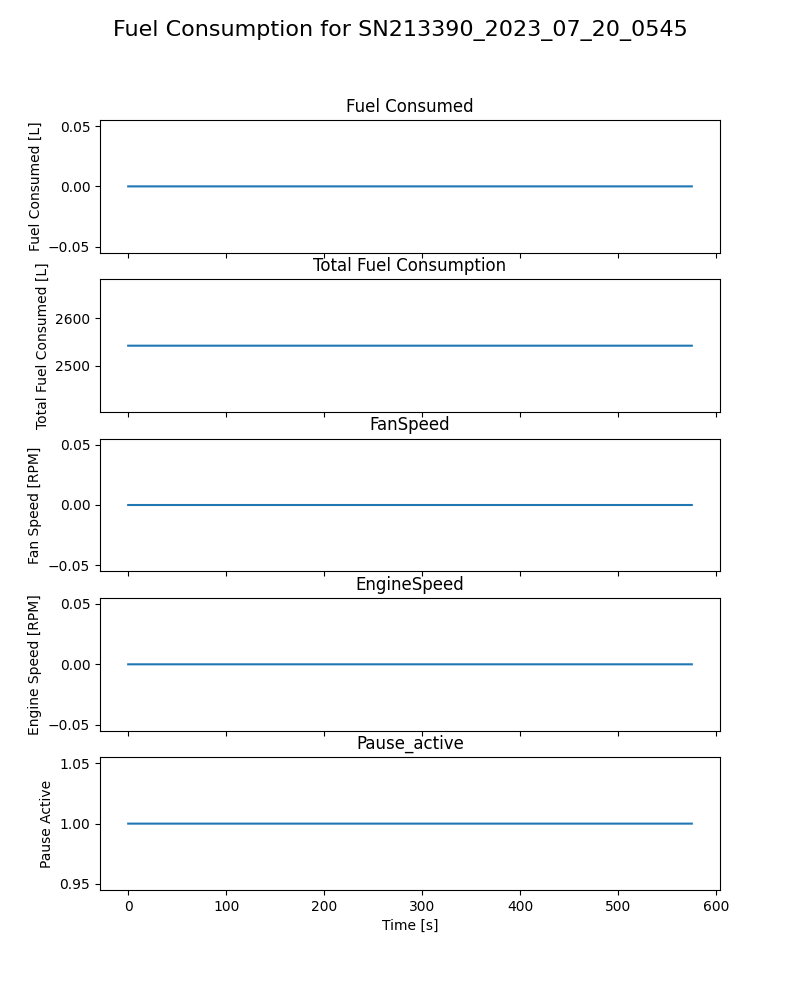 Fuel Consumption for SN213390_2023_07_20_0545
Fuel Consumed
Fuel Consumed [L]
0.05
0.00
−0.05
Total Fuel Consumption
Total Fuel Consumed [L]
2600
2500
FanSpeed
Fan Speed [RPM]
0.05
0.00
−0.05
EngineSpeed
Engine Speed [RPM]
0.05
0.00
−0.05
Pause_active
Pause Active
1.05
1.00
0.95
0 100 200 300 400 500 600
Time [s]